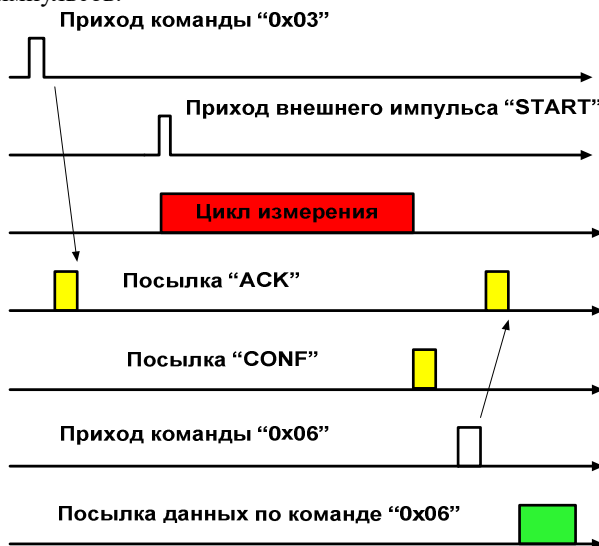 Приход команды “0x03”
Приход внешнего импульса “START”
Цикл измерения
Посылка “ACK”
Посылка “CONF”
Приход команды “0x06”
Посылка данных по команде “0x06”